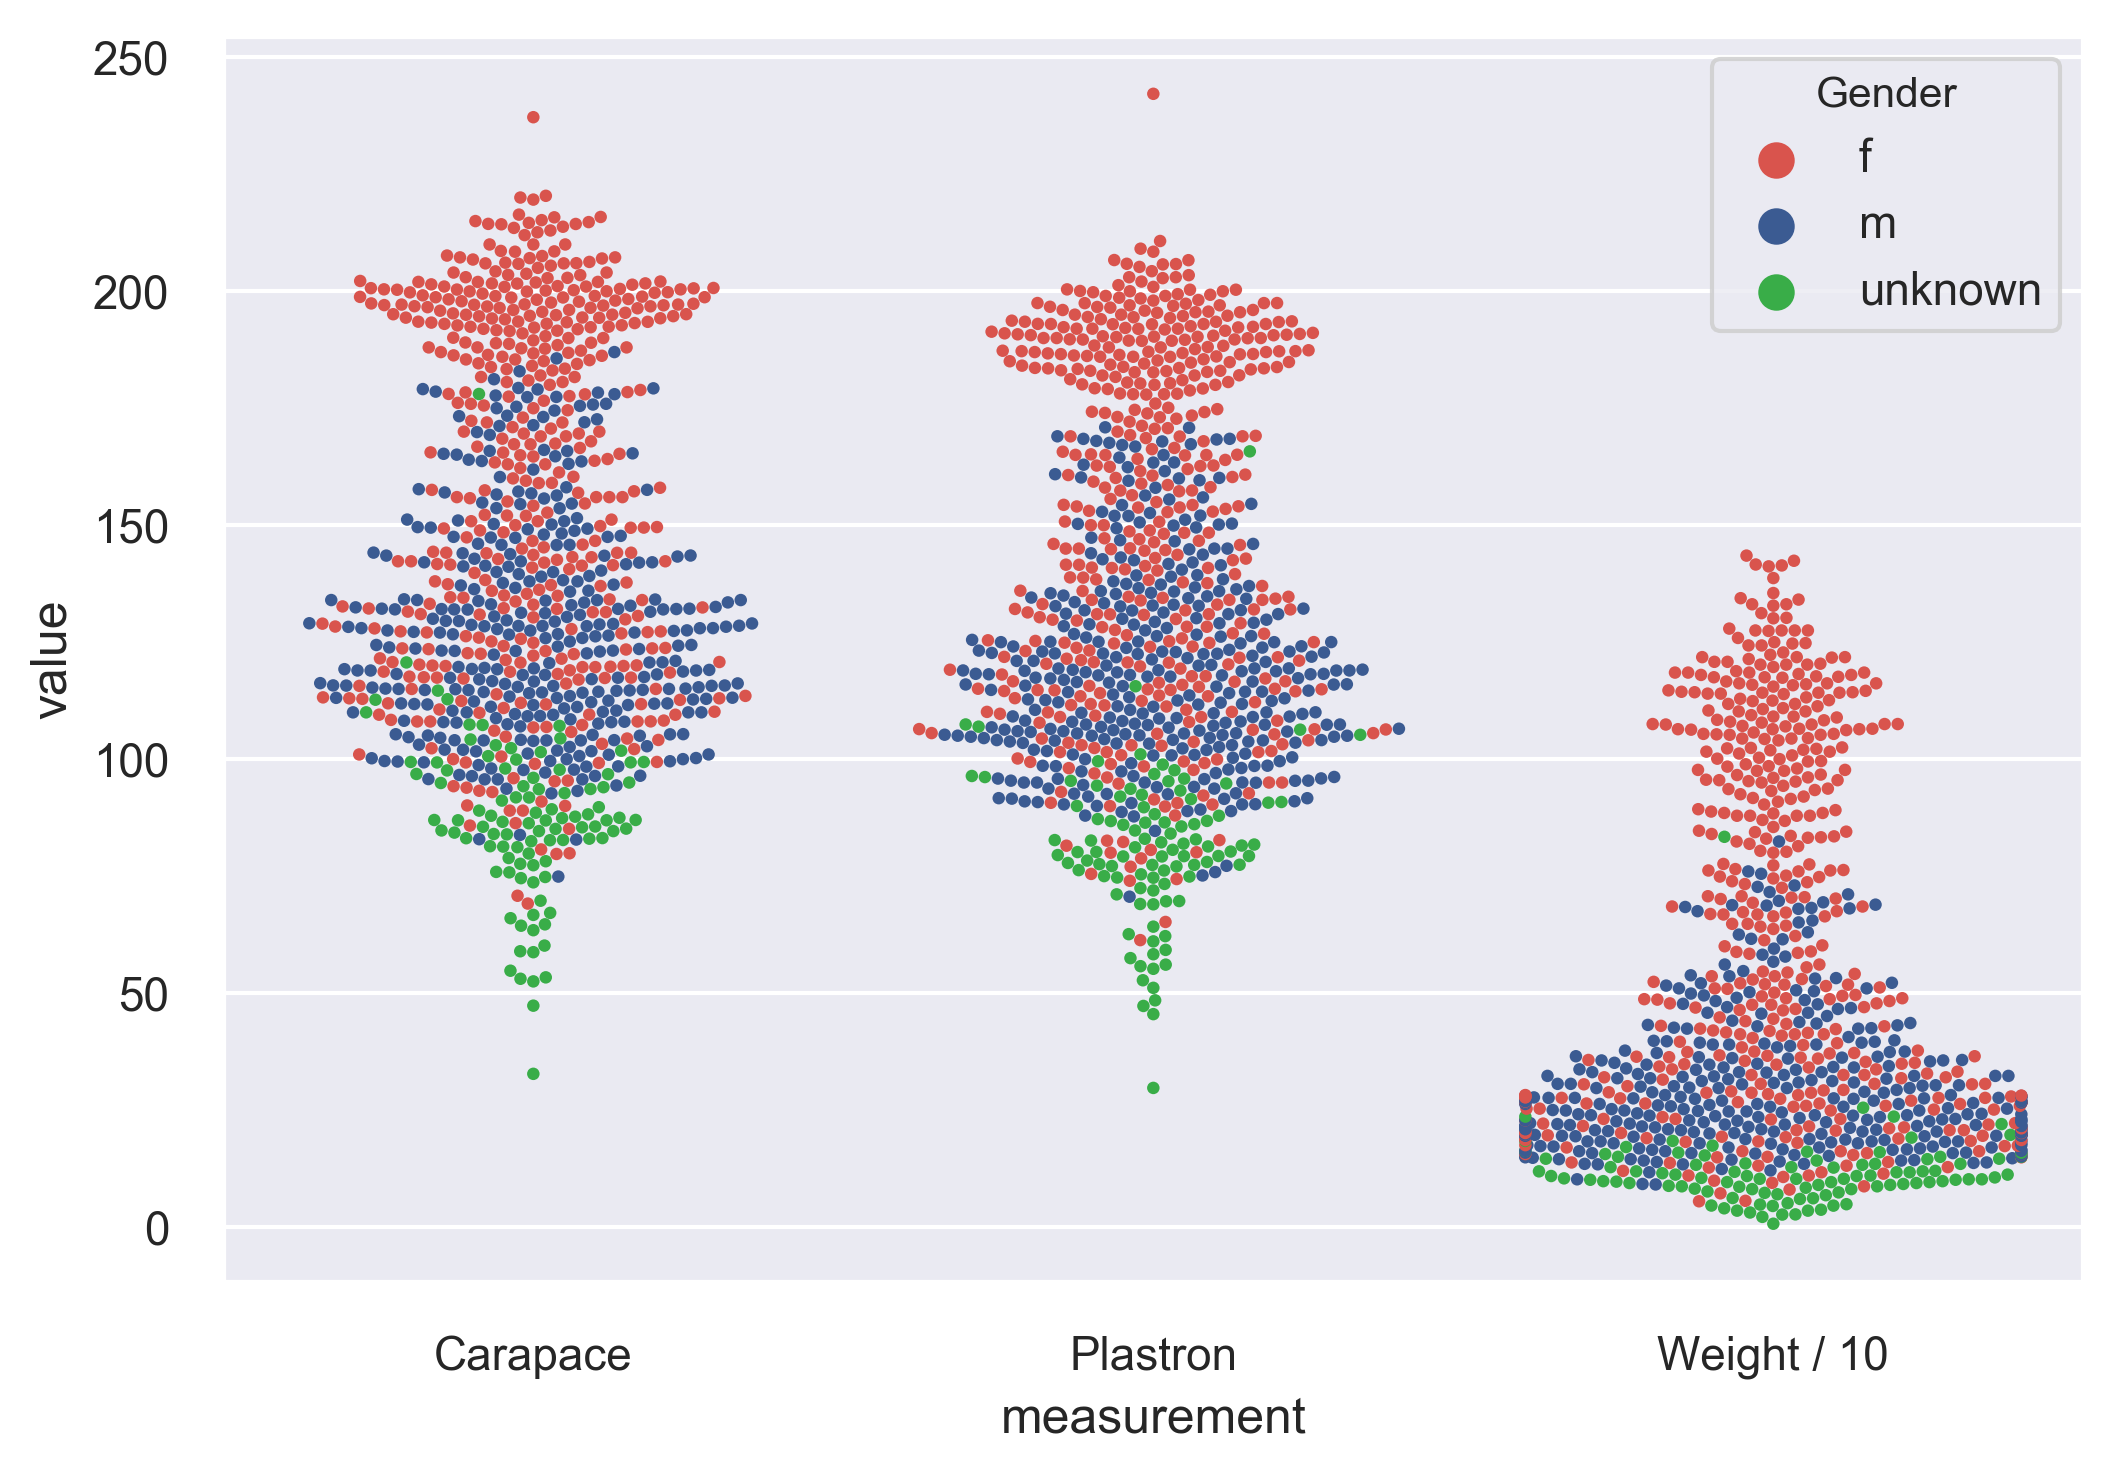 250
200
150
100
50
0
value
Gender
f
m
unknown
Carapace
Plastron
Weight / 10
measurement